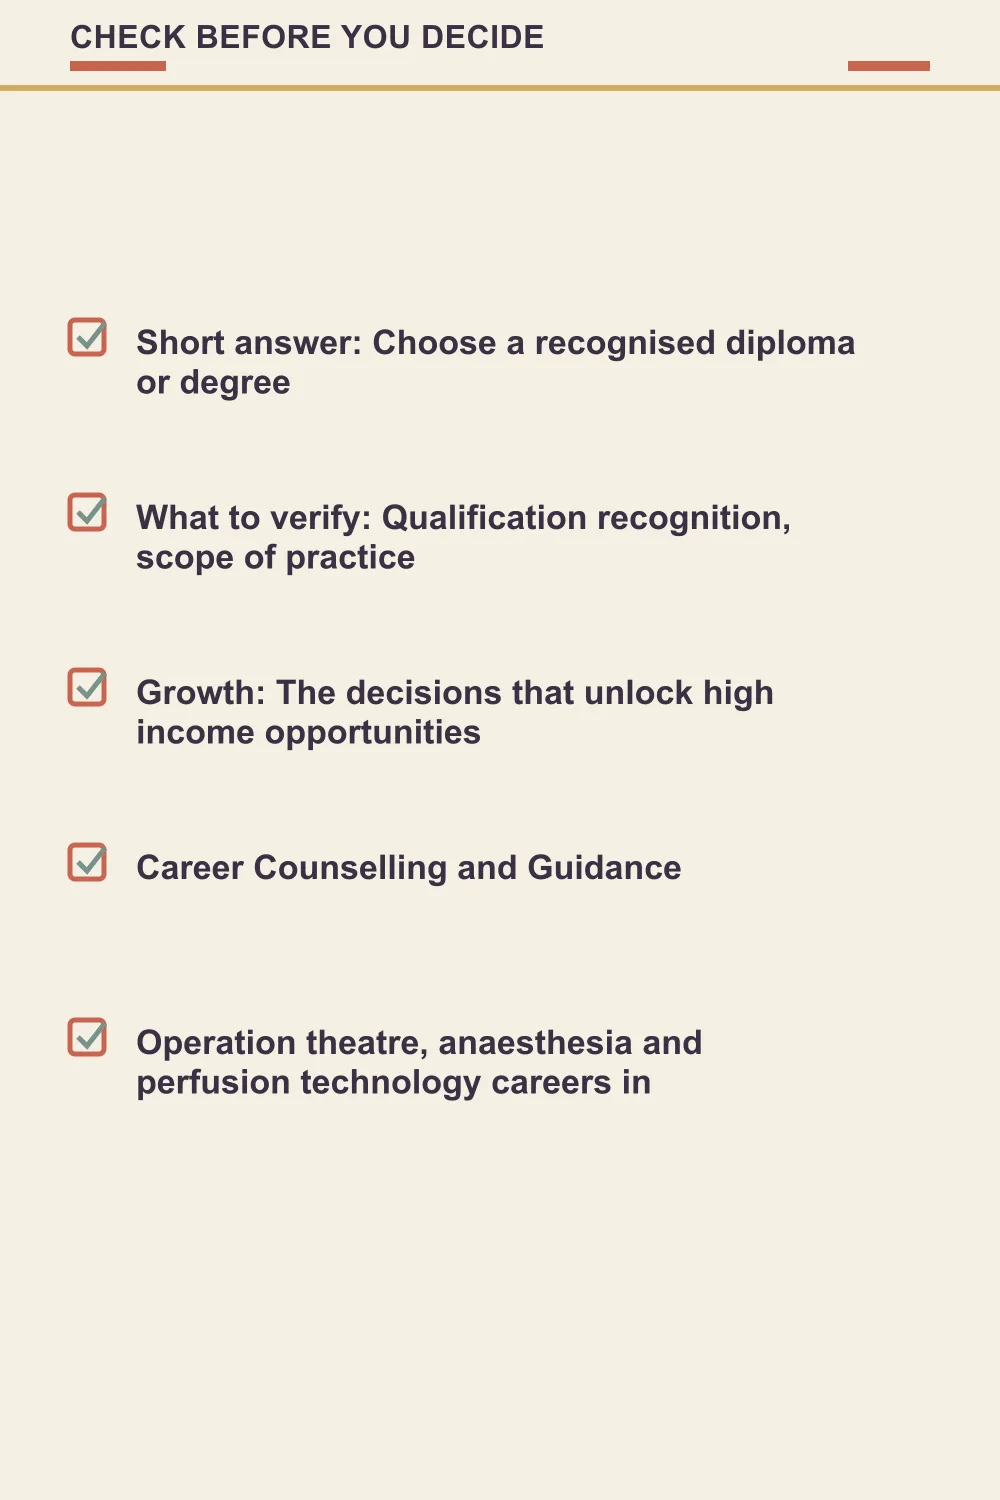 CHECK BEFORE YOU DECIDE
Short answer: Choose a recognised diploma
or degree
What to verify: Qualification recognition,
scope of practice
Growth: The decisions that unlock high
income opportunities
Career Counselling and Guidance
Operation theatre, anaesthesia and
perfusion technology careers in